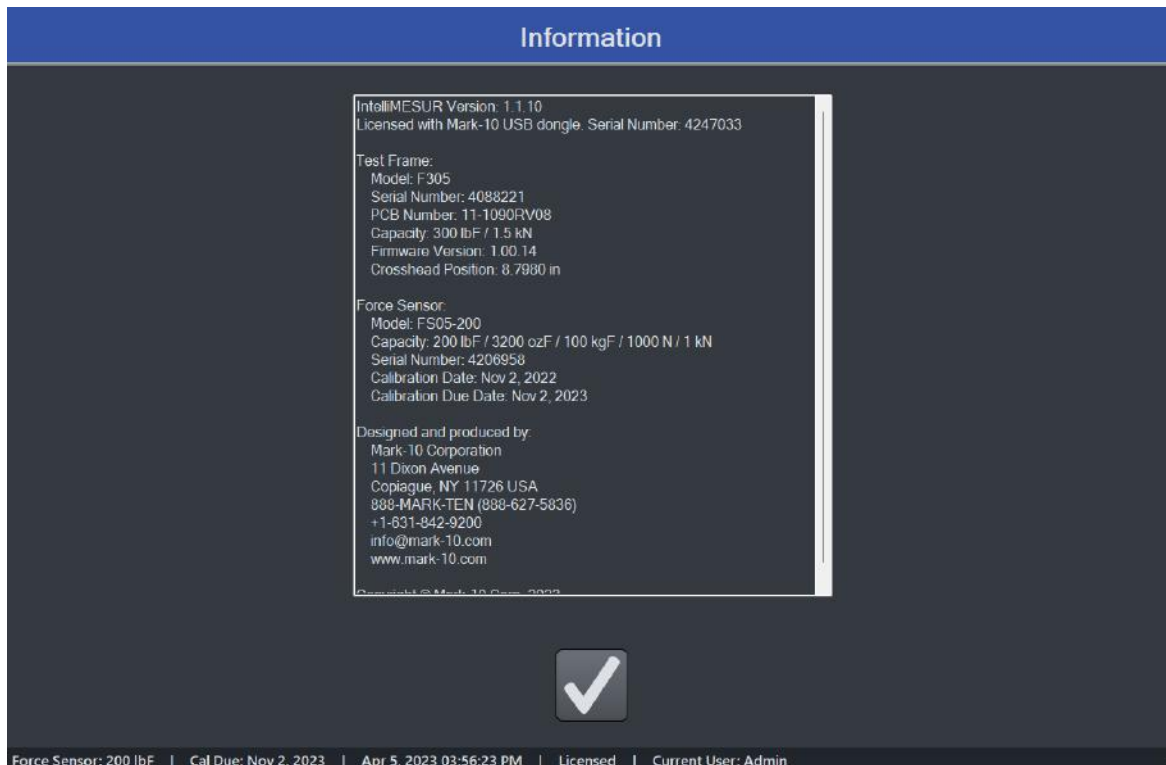 Information
IntelliMESUR Version: 1.1.10
Licensed with Mark-10 USB dongle. Serial Number: 4247033
Test Frame:
Model: F305
Serial Number: 4088221
PCB Number: 11-1090RV08
Capacity: 300 lbF / 1.5 kN
Firmware Version: 1.00.14
Crosshead Position: 8.7980 in
Force Sensor:
Model: FS05-200
Capacity: 200 lbF / 3200 ozF / 100 kgF / 1000 N / 1 kN
Serial Number: 4206958
Calibration Date: Nov 2, 2022
Calibration Due Date: Nov 2, 2023
Designed and produced by:
Mark-10 Corporation
11 Dixon Avenue
Copiague, NY 11726 USA
888-MARK-TEN (888-627-5836)
+1-631-842-9200
info@mark-10.com
www.mark-10.com
Copyright © Mark-10 Corp. 2023
Force Sensor: 200 lbF | Cal Due: Nov 2, 2023 | Apr 5, 2023 03:56:23 PM | Licensed | Current User: Admin